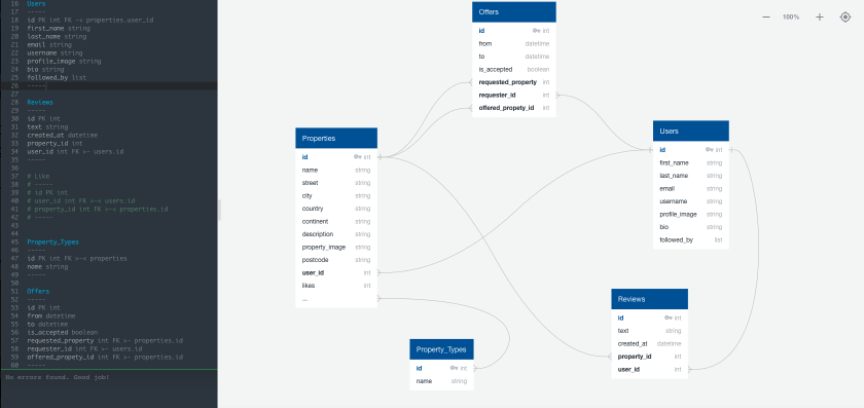 16 Users
17 -----
18 id PK int FK -< properties.user_id
19 first_name string
20 last_name string
21 email string
22 username string
23 profile_image string
24 bio string
25 followed_by list
26 -----
27
28 Reviews
29 -----
30 id PK int
31 text string
32 created_at datetime
33 property_id int
34 user_id int FK >- users.id
35 -----
36
37 # Like
38 # -----
39 # id PK int
40 # user_id int FK >-< users.id
41 # property_id int FK >-< properties.id
42 # -----
43
44
45 Property_Types
46 -----
47 id PK int FK >-< properties
48 name string
49 -----
50
51 Offers
52 -----
53 id PK int
54 from datetime
55 to datetime
56 is_accepted boolean
57 requested_property int FK >- properties.id
58 requester_id int FK >- users.id
59 offered_propety_id int FK >- properties.id
60 -----
No errors found. Good job!
100%
Offers
id int
from datetime
to datetime
is_accepted boolean
requested_property int
requester_id int
offered_propety_id int
Properties
id int
name string
street string
city string
country string
continent string
description string
property_image string
postcode string
user_id int
likes int
...
Users
id int
first_name string
last_name string
email string
username string
profile_image string
bio string
followed_by list
Reviews
id int
text string
created_at datetime
property_id int
user_id int
Property_Types
id int
name string